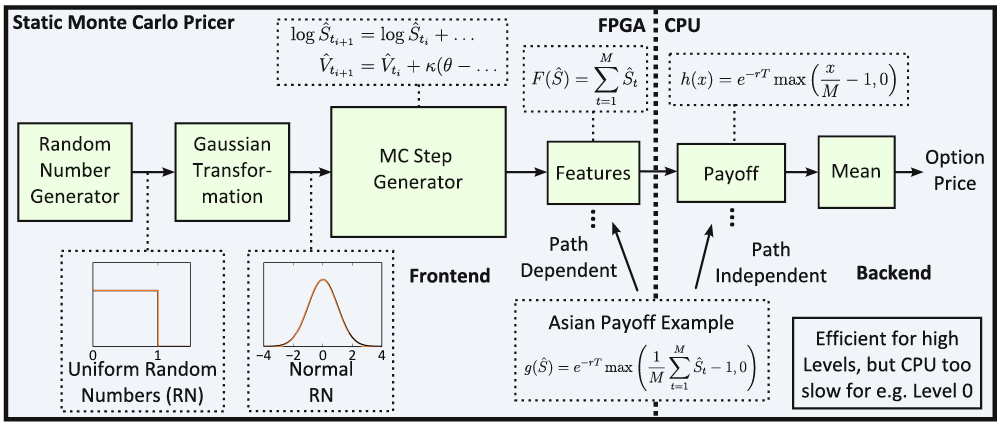 Static Monte Carlo Pricer
FPGA
CPU
log Ŝ_{t_{i+1}} = log Ŝ_{t_i} + …
V̂_{t_{i+1}} = V̂_{t_i} + κ(θ − …
F(Ŝ) = ∑_{t=1}^{M} Ŝ_t
h(x) = e^{−rT} max(x/M − 1, 0)
Random
Number
Generator
Gaussian
Transfor-
mation
MC Step
Generator
Features
Payoff
Mean
Option
Price
Path
Dependent
Path
Independent
Frontend
Backend
0 1
Uniform Random
Numbers (RN)
−4 −2 0 2 4
Normal
RN
Asian Payoff Example
g(Ŝ) = e^{−rT} max(1/M ∑_{t=1}^{M} Ŝ_t − 1, 0)
Efficient for high
Levels, but CPU too
slow for e.g. Level 0